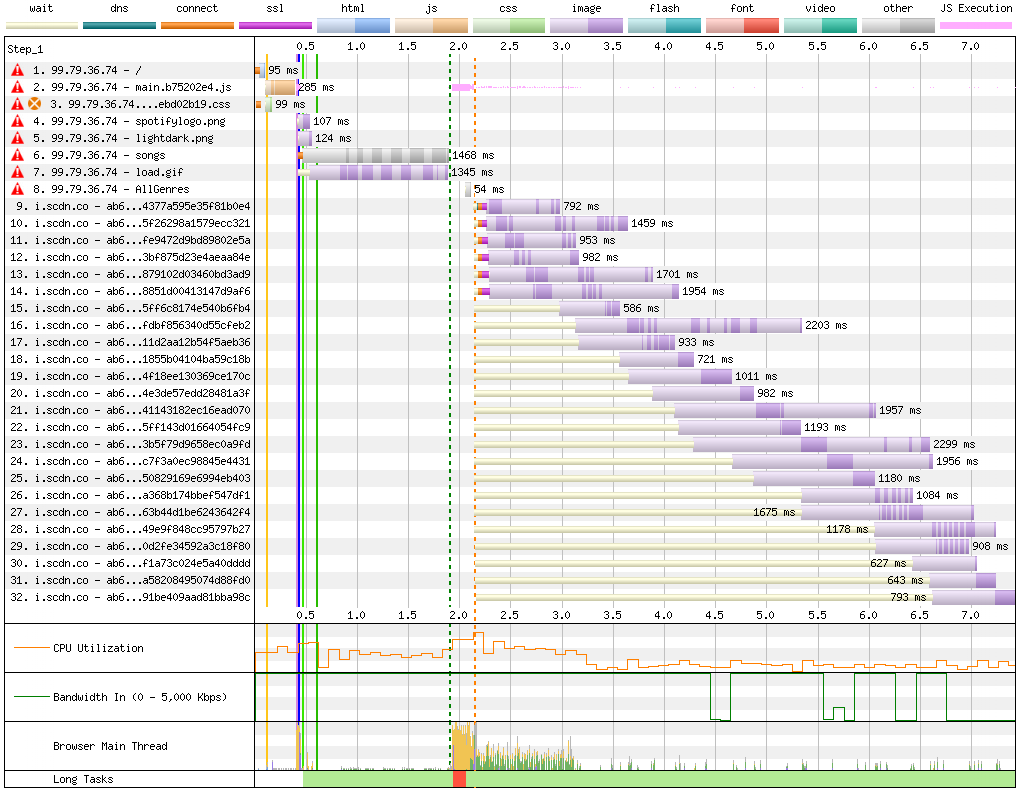 wait dns connect ssl html js css image flash font video other JS Execution
Step_1 0.5 1.0 1.5 2.0 2.5 3.0 3.5 4.0 4.5 5.0 5.5 6.0 6.5 7.0
1. 99.79.36.74 - / 95 ms
2. 99.79.36.74 - main.b75202e4.js 285 ms
3. 99.79.36.74....ebd02b19.css 99 ms
4. 99.79.36.74 - spotifylogo.png 107 ms
5. 99.79.36.74 - lightdark.png 124 ms
6. 99.79.36.74 - songs 1468 ms
7. 99.79.36.74 - load.gif 1345 ms
8. 99.79.36.74 - AllGenres 54 ms
9. i.scdn.co - ab6...4377a595e35f81b0e4 792 ms
10. i.scdn.co - ab6...5f26298a1579ecc321 1459 ms
11. i.scdn.co - ab6...fe9472d9bd89802e5a 953 ms
12. i.scdn.co - ab6...3bf875d23e4aeaa84e 982 ms
13. i.scdn.co - ab6...879102d03460bd3ad9 1701 ms
14. i.scdn.co - ab6...8851d00413147d9af6 1954 ms
15. i.scdn.co - ab6...5ff6c8174e540b6fb4 586 ms
16. i.scdn.co - ab6...fdbf856340d55cfeb2 2203 ms
17. i.scdn.co - ab6...11d2aa12b54f5aeb36 933 ms
18. i.scdn.co - ab6...1855b04104ba59c18b 721 ms
19. i.scdn.co - ab6...4f18ee130369ce170c 1011 ms
20. i.scdn.co - ab6...4e3de57edd28481a3f 982 ms
21. i.scdn.co - ab6...41143182ec16ead070 1957 ms
22. i.scdn.co - ab6...5ff143d01664054fc9 1193 ms
23. i.scdn.co - ab6...3b5f79d9658ec0a9fd 2299 ms
24. i.scdn.co - ab6...c7f3a0ec98845e4431 1956 ms
25. i.scdn.co - ab6...50829169e6994eb403 1180 ms
26. i.scdn.co - ab6...a368b174bbef547df1 1084 ms
27. i.scdn.co - ab6...63b44d1be6243642f4 1675 ms
28. i.scdn.co - ab6...49e9f848cc95797b27 1178 ms
29. i.scdn.co - ab6...0d2fe34592a3c18f80 908 ms
30. i.scdn.co - ab6...f1a73c024e5a40dddd 627 ms
31. i.scdn.co - ab6...a58208495074d88fd0 643 ms
32. i.scdn.co - ab6...91be409aad81bba98c 793 ms
0.5 1.0 1.5 2.0 2.5 3.0 3.5 4.0 4.5 5.0 5.5 6.0 6.5 7.0
CPU Utilization
Bandwidth In (0 - 5,000 Kbps)
Browser Main Thread
Long Tasks